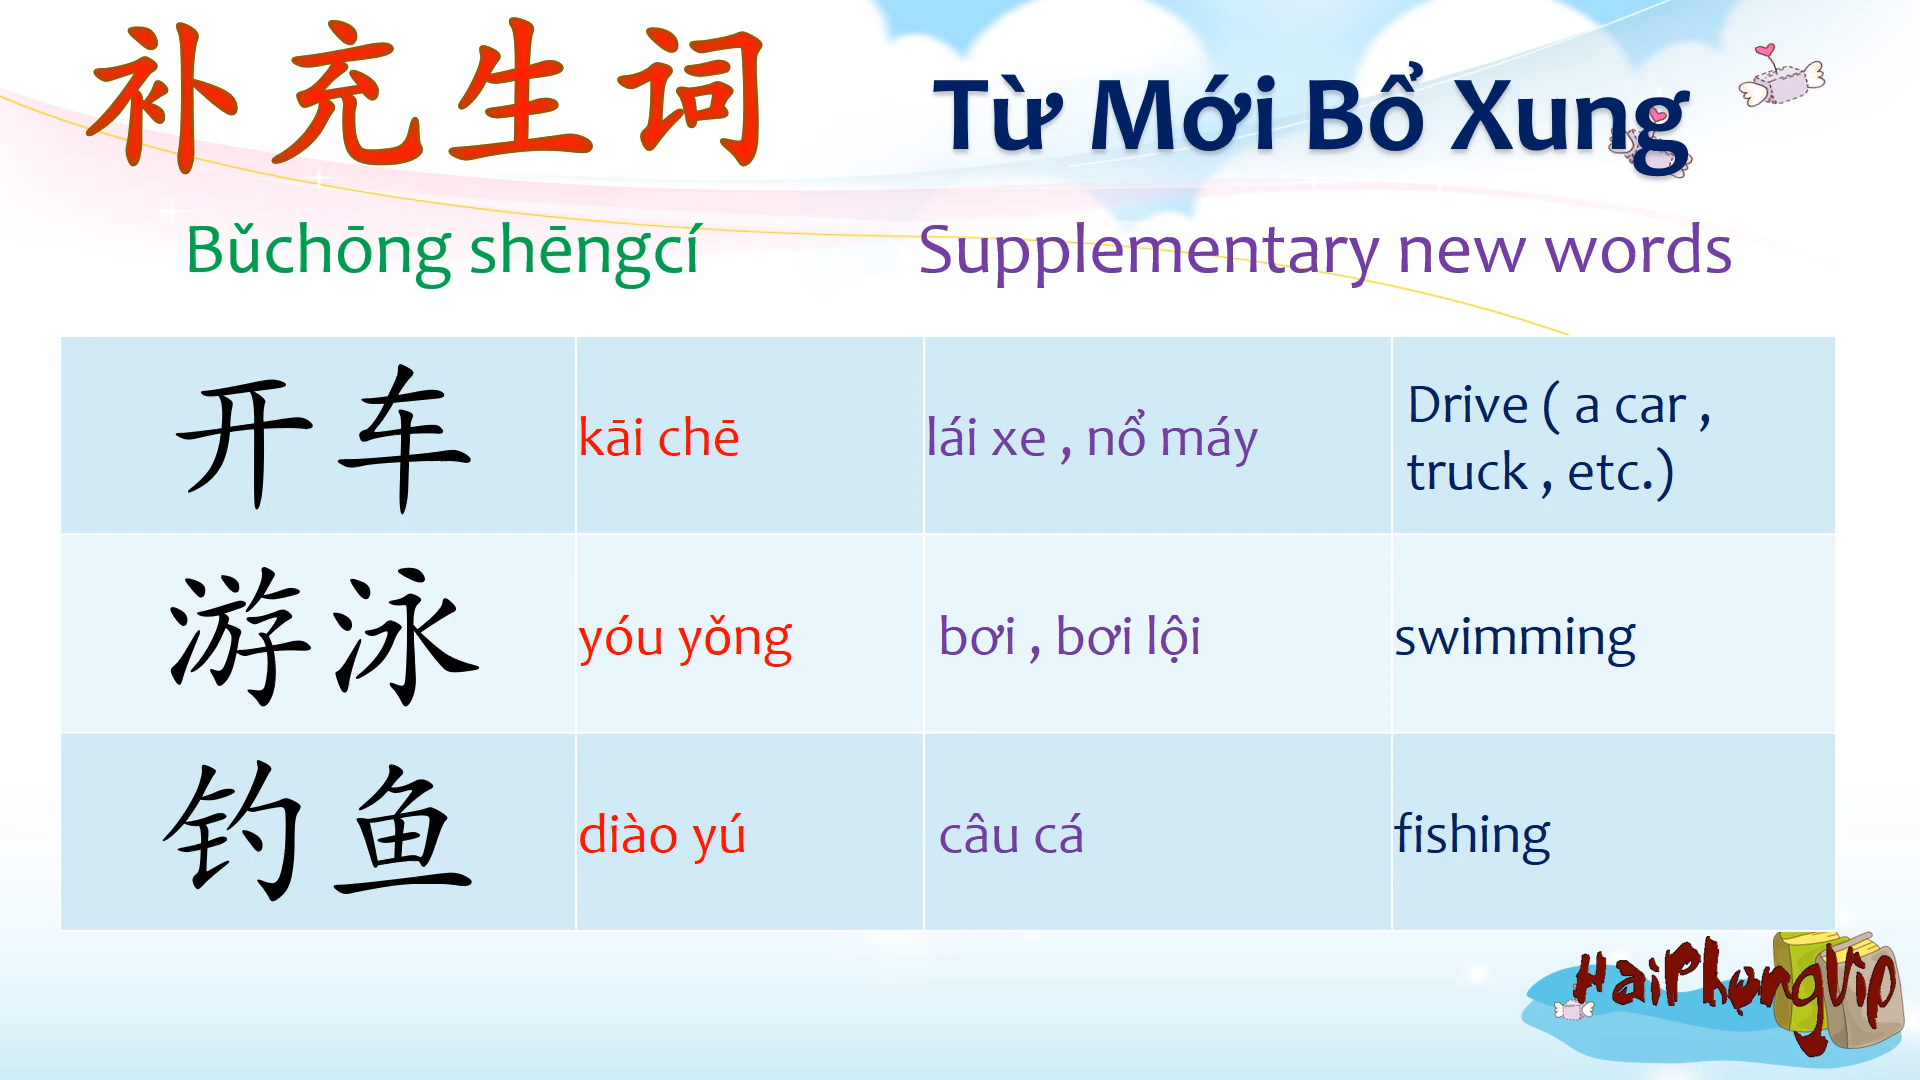 补充生词
Từ Mới Bổ Xung
Bǔchōng shēngcí
Supplementary new words
开车
kāi chē
lái xe , nổ máy
Drive ( a car ,
truck , etc.)
游泳
yóu yǒng
bơi , bơi lội
swimming
钓鱼
diào yú
câu cá
fishing
HaiPhongVip